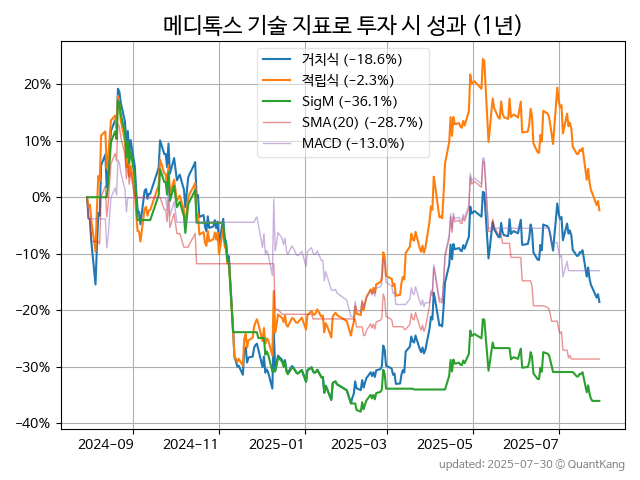 메디톡스 기술 지표로 투자 시 성과 (1년)
거치식 (−18.6%)
적립식 (−2.3%)
SigM (−36.1%)
SMA(20) (−28.7%)
MACD (−13.0%)
20%
10%
0%
−10%
−20%
−30%
−40%
2024-09 2024-11 2025-01 2025-03 2025-05 2025-07
updated: 2025-07-30 © QuantKang